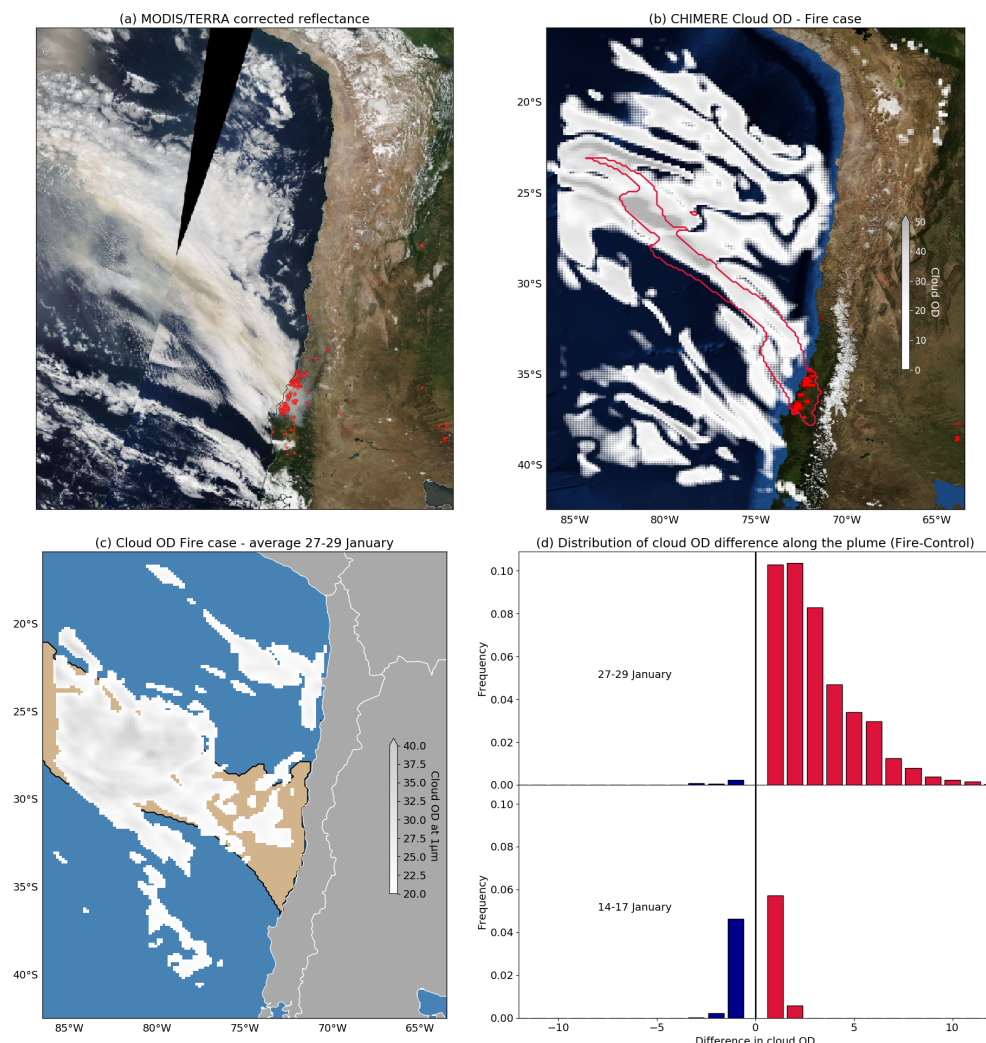 (a) MODIS/TERRA corrected reflectance
(b) CHIMERE Cloud OD - Fire case
20°S
25°S
30°S
35°S
40°S
50
40
30
20
10
0
Cloud OD
85°W 80°W 75°W 70°W 65°W
(c) Cloud OD Fire case - average 27-29 January
20°S
25°S
30°S
35°S
40°S
40.0
37.5
35.0
32.5
30.0
27.5
25.0
22.5
20.0
Cloud OD at 1μm
85°W 80°W 75°W 70°W 65°W
(d) Distribution of cloud OD difference along the plume (Fire-Control)
0.10
0.08
0.06
0.04
0.02
0.00
Frequency
27-29 January
0.10
0.08
0.06
0.04
0.02
0.00
Frequency
14-17 January
−10 −5 0 5 10
Difference in cloud OD